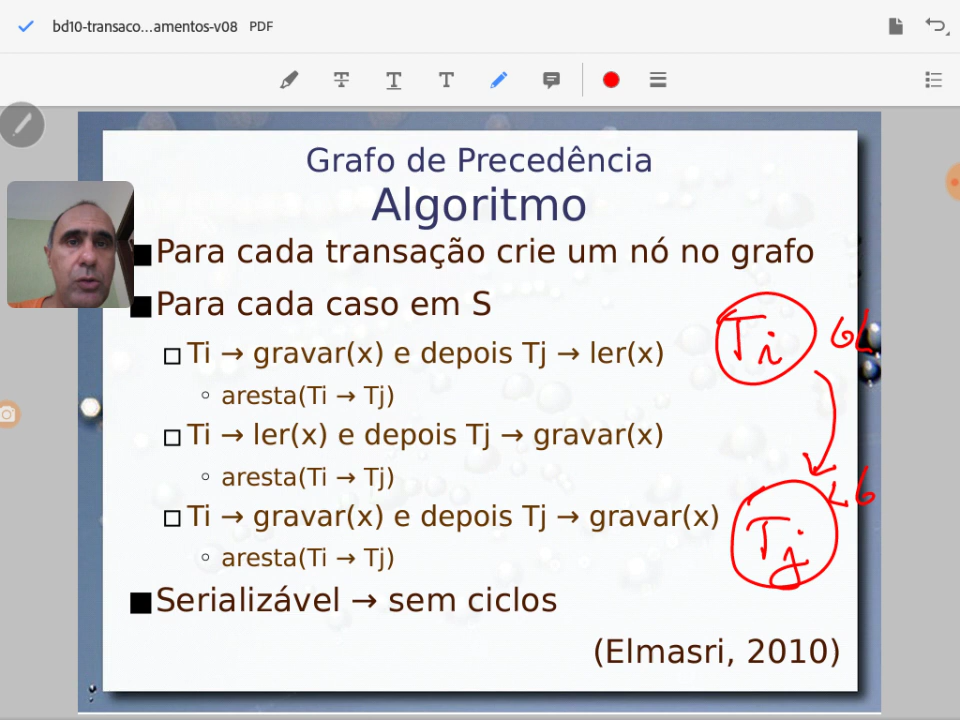 bd10-transaco...amentos-v08 PDF
Grafo de Precedência
Algoritmo
Para cada transação crie um nó no grafo
Para cada caso em S
Ti → gravar(x) e depois Tj → ler(x)
aresta(Ti → Tj)
Ti → ler(x) e depois Tj → gravar(x)
aresta(Ti → Tj)
Ti → gravar(x) e depois Tj → gravar(x)
aresta(Ti → Tj)
Serializável → sem ciclos
(Elmasri, 2010)
Ti
Tj